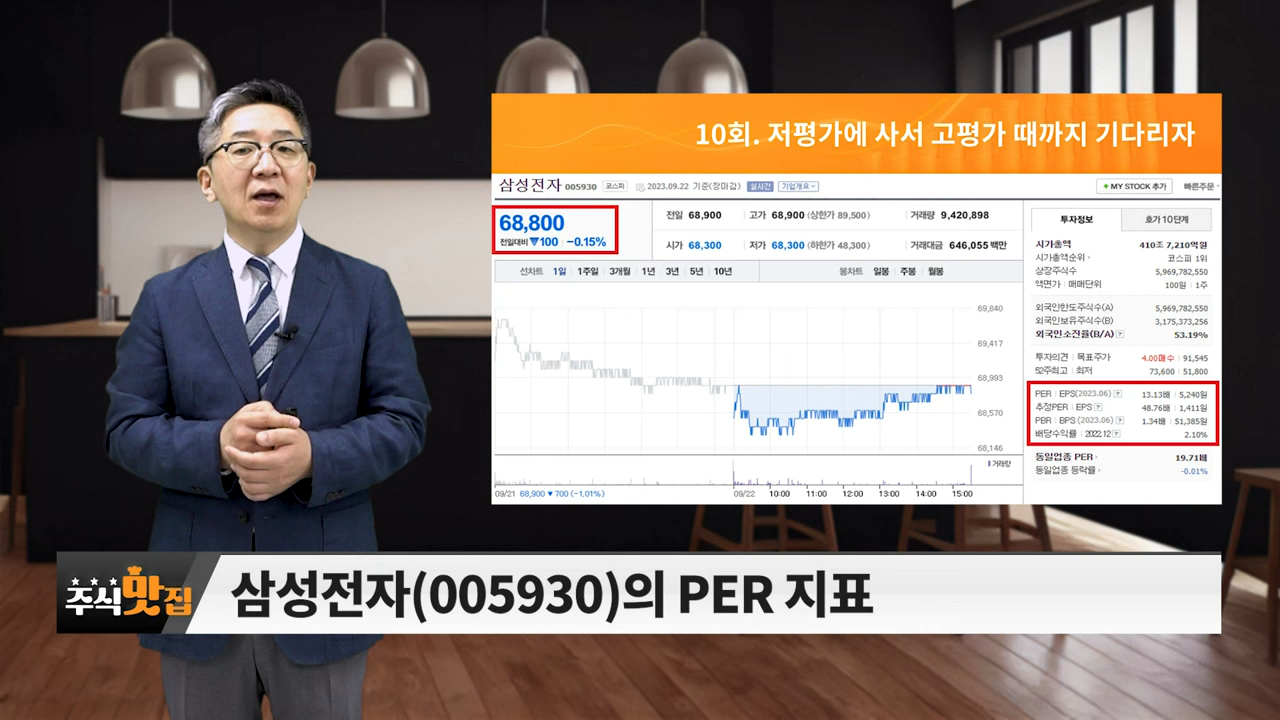 10회. 저평가에 사서 고평가 때까지 기다리자
삼성전자 005930 코스피 2023.09.22 기준(장마감) 실시간 기업개요
+ MY STOCK 추가 빠른주문
68,800
전일대비 ▼100 -0.15%
전일 68,900 고가 68,900 (상한가 89,500) 거래량 9,420,898
시가 68,300 저가 68,300 (하한가 48,300) 거래대금 646,055 백만
선차트 1일 1주일 3개월 1년 3년 5년 10년 봉차트 일봉 주봉 월봉
69,840
69,417
68,993
68,570
68,146
거래량
09/21 68,900 ▼ 700 (-1,01%) 09/22 10:00 11:00 12:00 13:00 14:00 15:00
투자정보 호가 10단계
시가총액 410조 7,210억원
시가총액순위 코스피 1위
상장주식수 5,969,782,550
액면가 매매단위 100원 1주
외국인한도주식수(A) 5,969,782,550
외국인보유주식수(B) 3,175,373,256
외국인소진율(B/A) ? 53.19%
투자의견 목표주가 4.00매수 91,545
52주최고 최저 73,600 51,800
PER EPS(2023.06) ? 13.13배 5,240원
추정PER EPS ? 48.76배 1,411원
PBR BPS (2023.06) ? 1.34배 51,385원
배당수익률 2022.12 ? 2.10%
동일업종 PER 19.71배
동일업종 등락률 -0.01%
주식맛집
삼성전자(005930)의 PER 지표